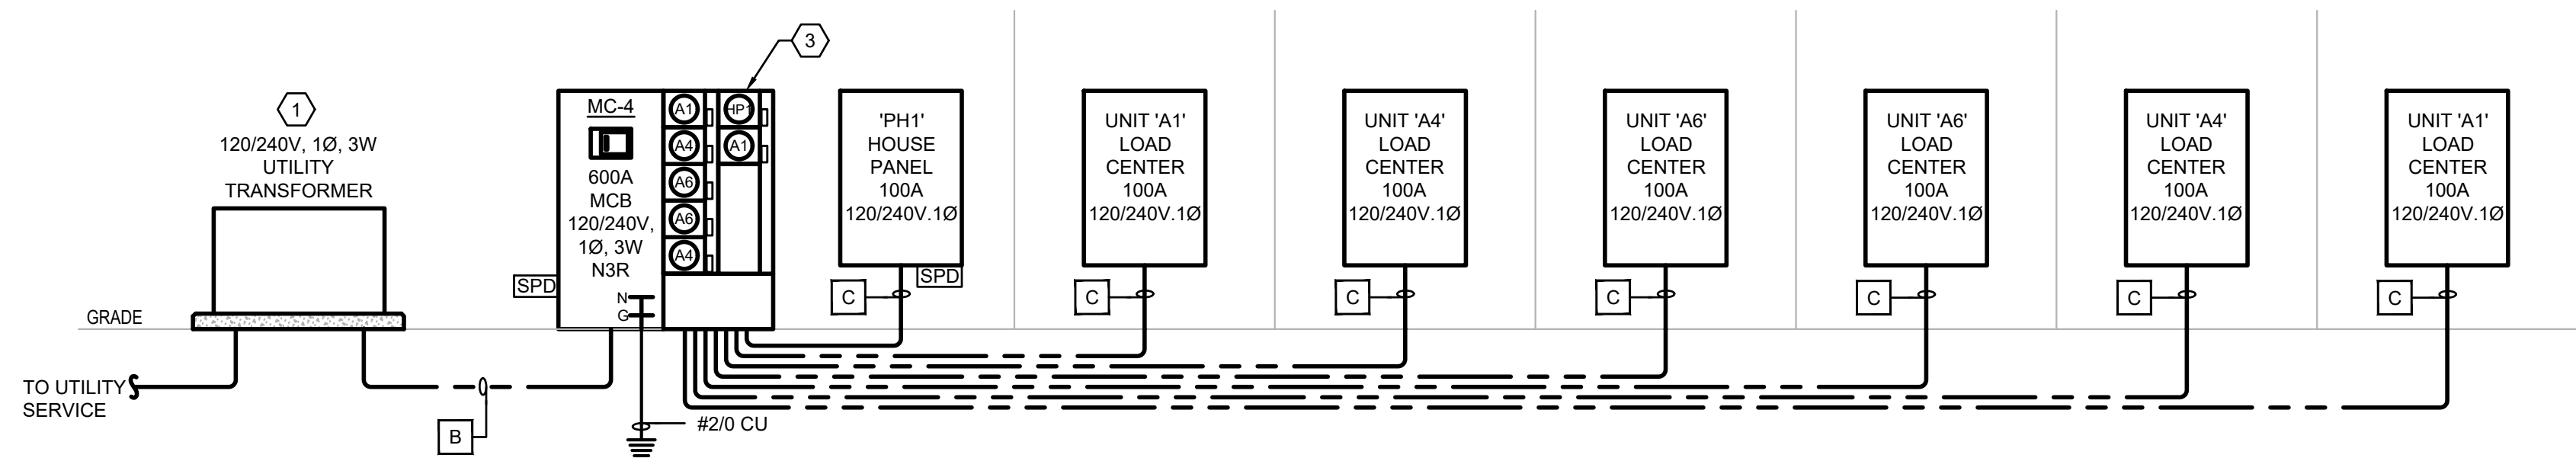 1
120/240V, 1Ø, 3W
UTILITY
TRANSFORMER
GRADE
TO UTILITY
SERVICE
B
MC-4
600A
MCB
120/240V,
1Ø, 3W
N3R
SPD
N
G
#2/0 CU
A1
A4
A6
A6
A4
HP1
A1
3
'PH1'
HOUSE
PANEL
100A
120/240V.1Ø
SPD
C
UNIT 'A1'
LOAD
CENTER
100A
120/240V.1Ø
C
UNIT 'A4'
LOAD
CENTER
100A
120/240V.1Ø
C
UNIT 'A6'
LOAD
CENTER
100A
120/240V.1Ø
C
UNIT 'A6'
LOAD
CENTER
100A
120/240V.1Ø
C
UNIT 'A4'
LOAD
CENTER
100A
120/240V.1Ø
C
UNIT 'A1'
LOAD
CENTER
100A
120/240V.1Ø
C